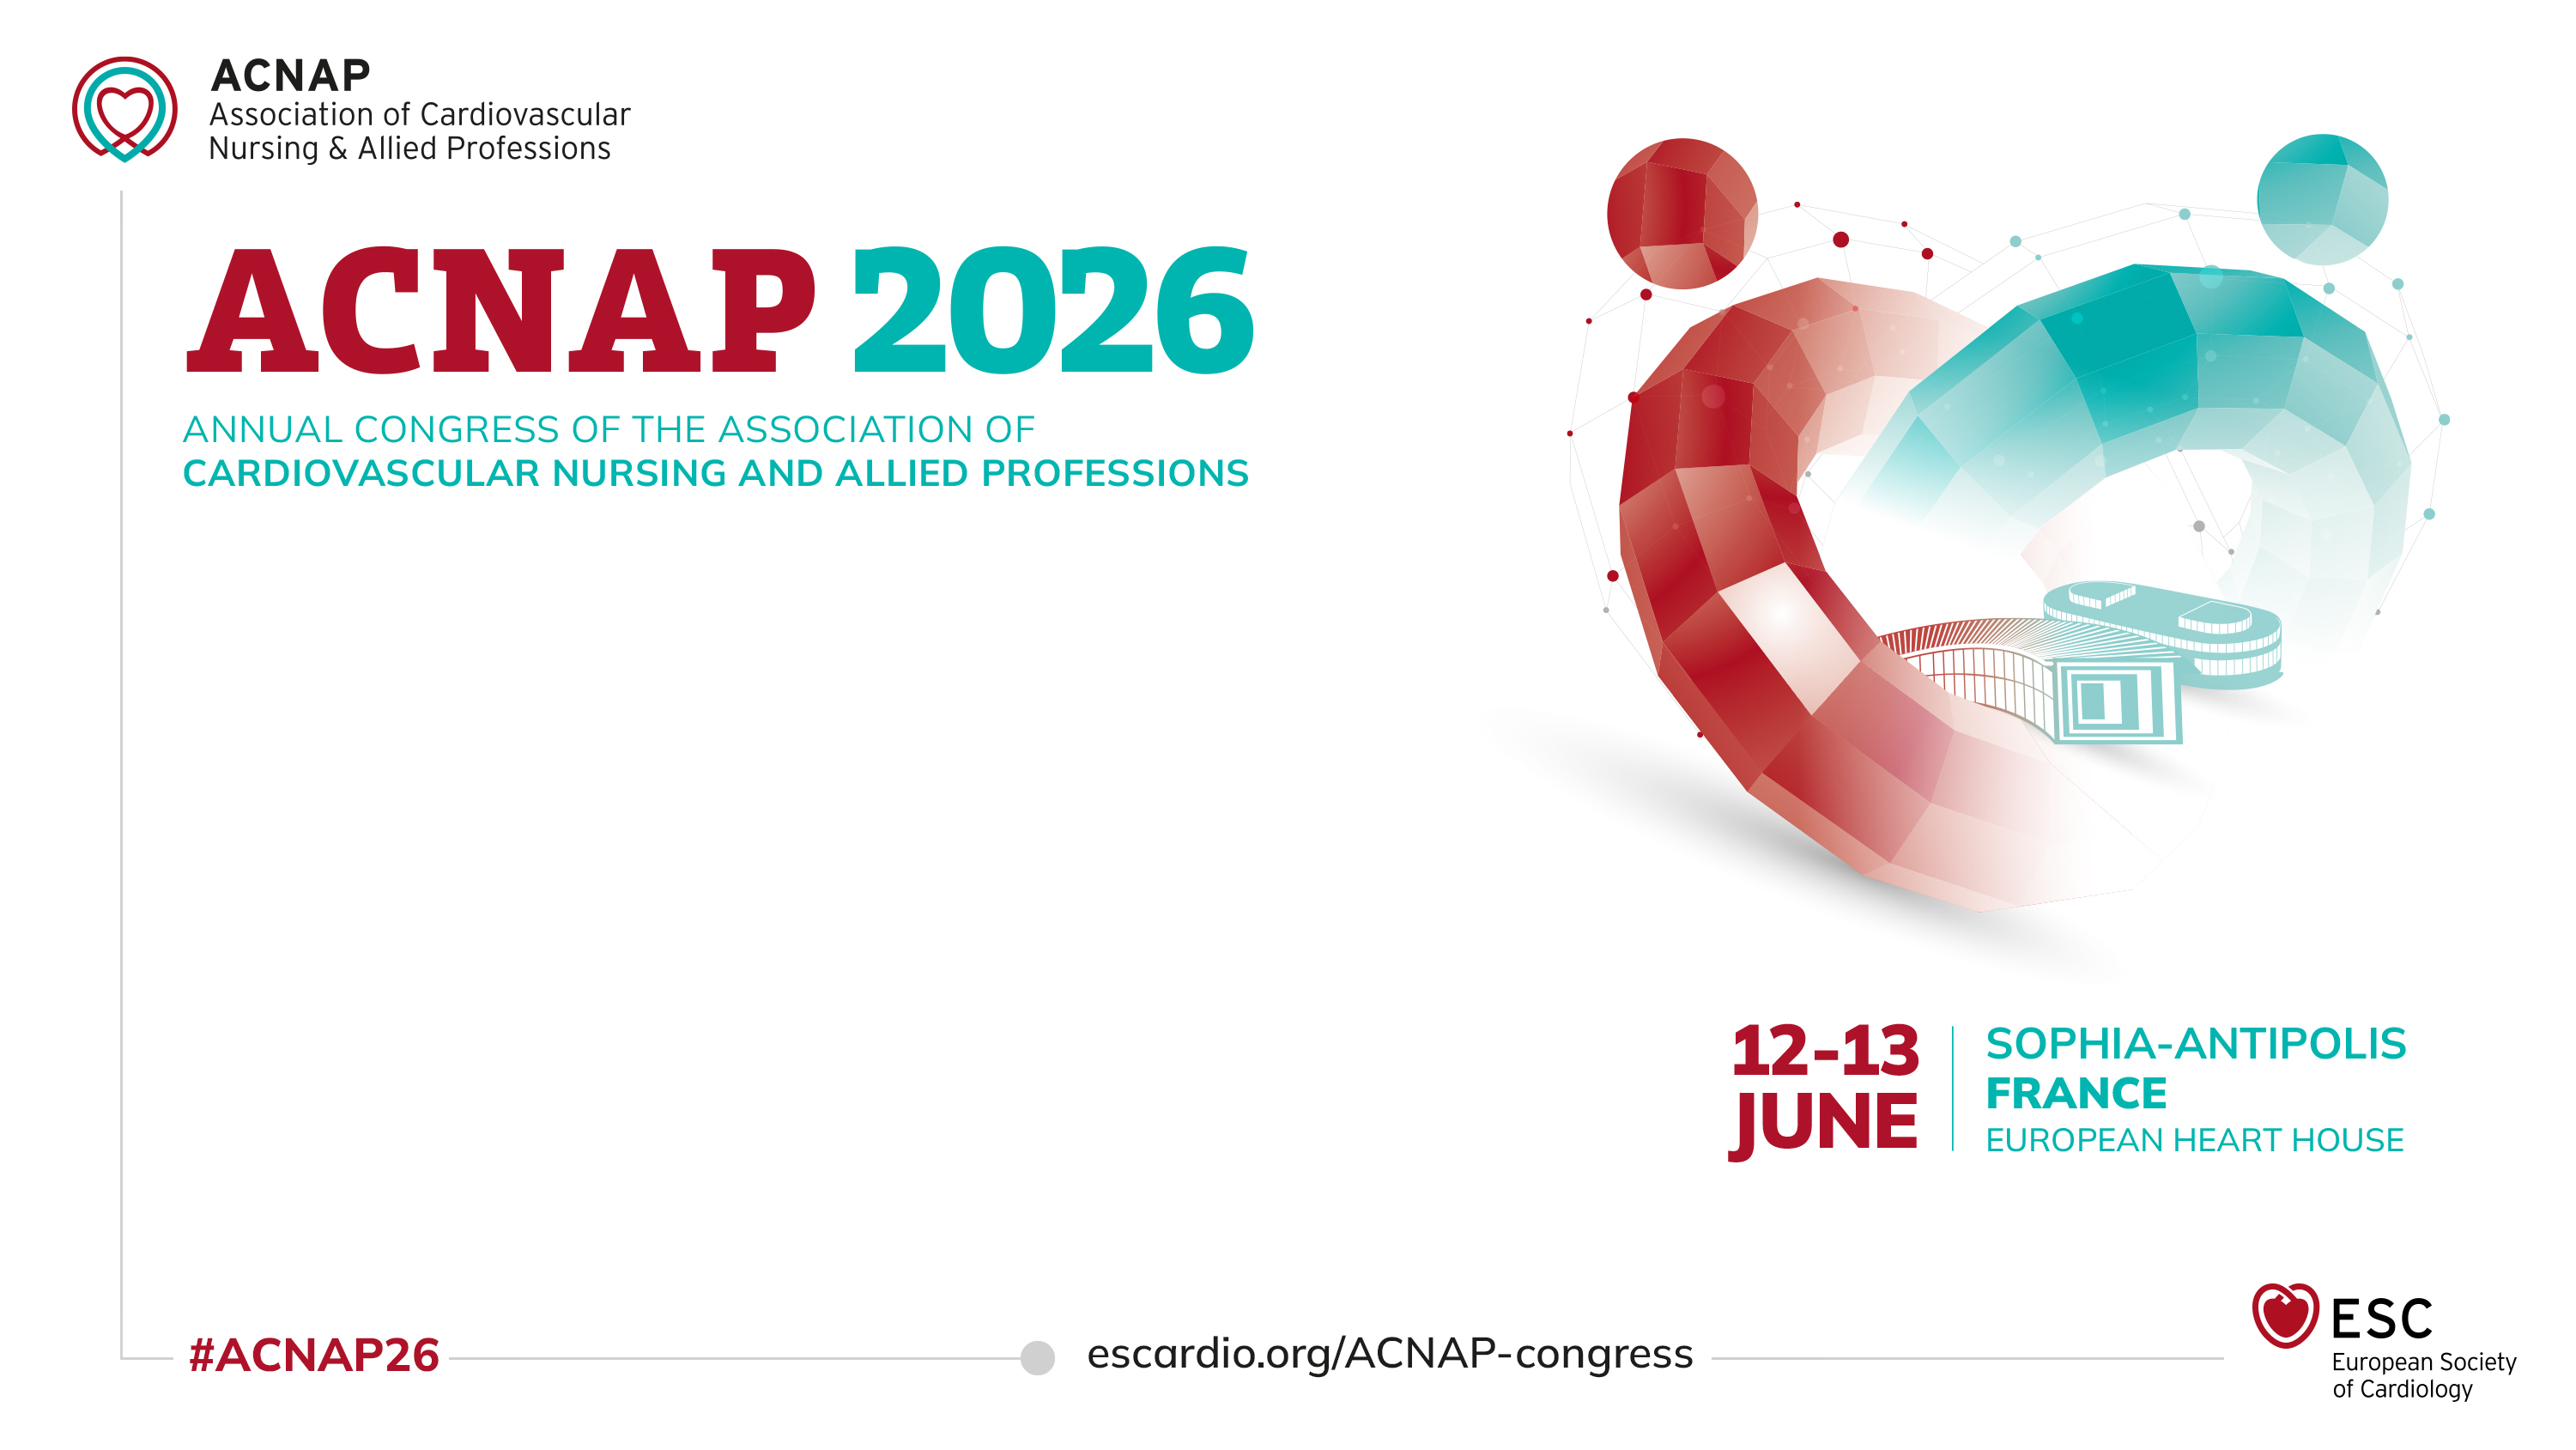 ACNAP
Association of Cardiovascular
Nursing & Allied Professions
ACNAP 2026
ANNUAL CONGRESS OF THE ASSOCIATION OF
CARDIOVASCULAR NURSING AND ALLIED PROFESSIONS
12-13
JUNE
SOPHIA-ANTIPOLIS
FRANCE
EUROPEAN HEART HOUSE
#ACNAP26
escardio.org/ACNAP-congress
ESC
European Society
of Cardiology